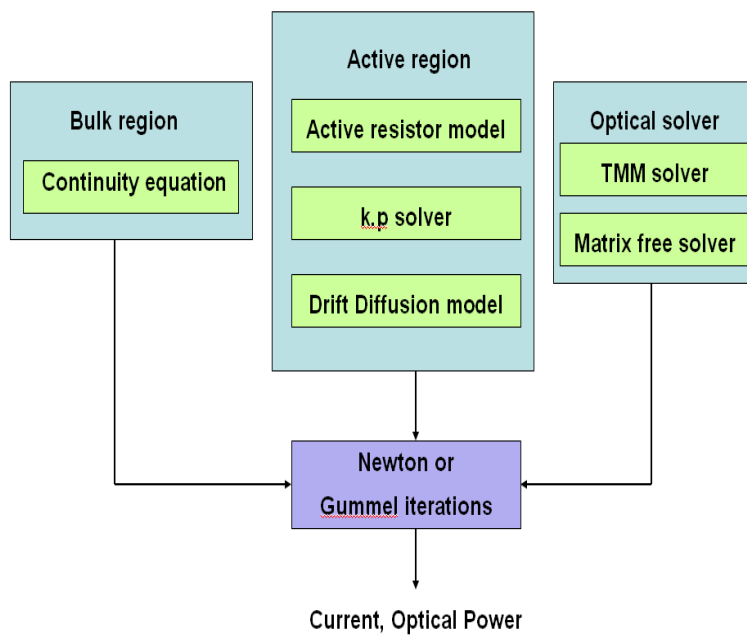 Bulk region
Continuity equation
Active region
Active resistor model
k.p solver
Drift Diffusion model
Optical solver
TMM solver
Matrix free solver
Newton or
Gummel iterations
Current, Optical Power